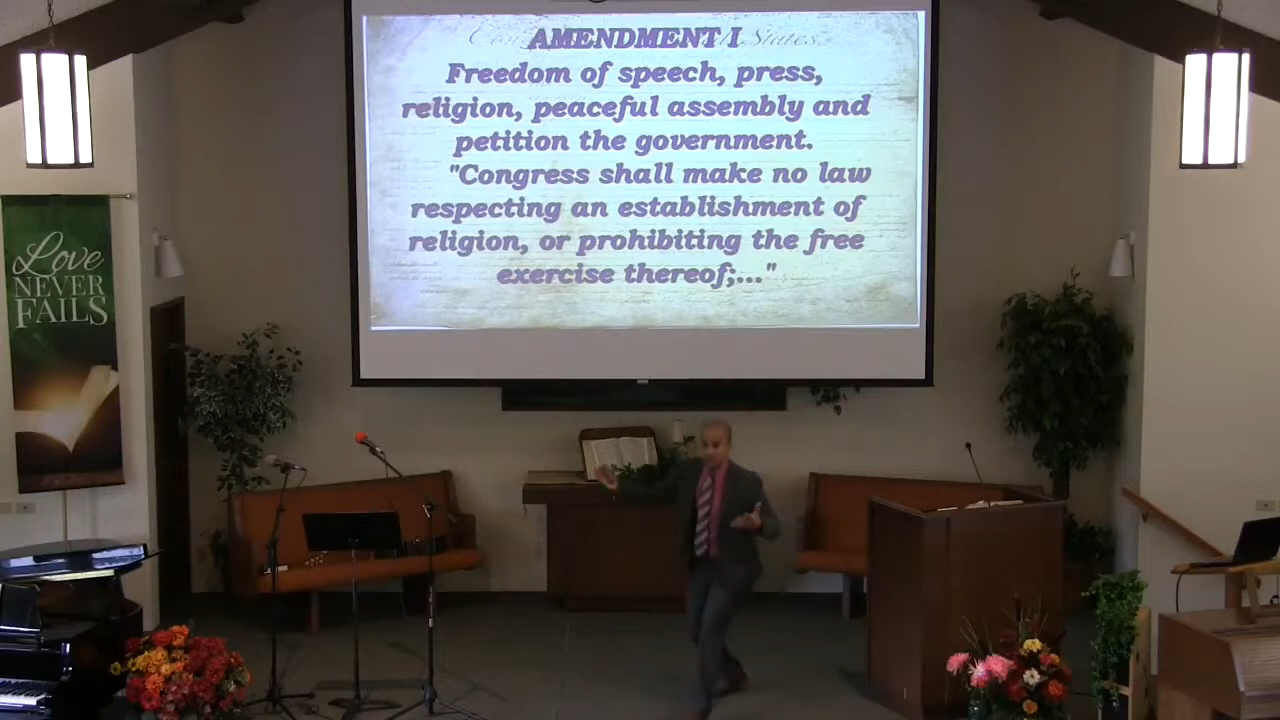 AMENDMENT I
States
Freedom of speech, press,
religion, peaceful assembly and
petition the government.
"Congress shall make no law
respecting an establishment of
religion, or prohibiting the free
exercise thereof;..."
Love
NEVER
FAILS